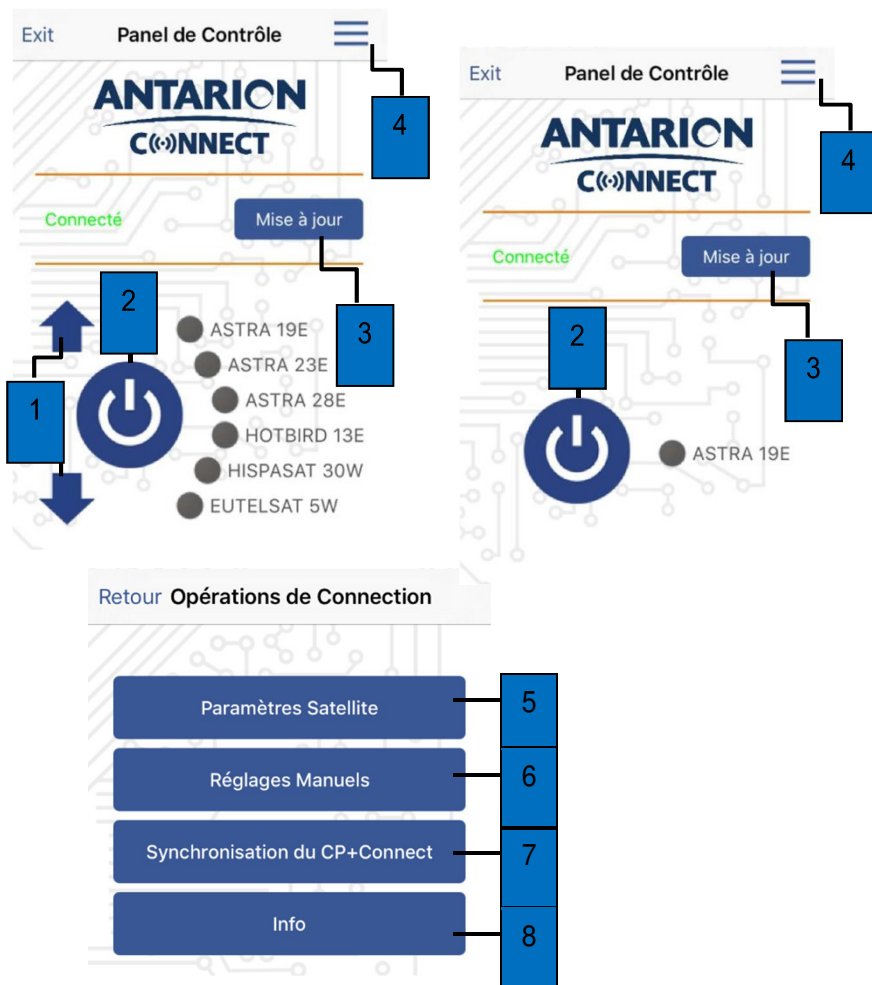 Exit Panel de Contrôle
4
ANTARION
CONNECT
Connecté Mise à jour
3
2
1
ASTRA 19E
ASTRA 23E
ASTRA 28E
HOTBIRD 13E
HISPASAT 30W
EUTELSAT 5W
Exit Panel de Contrôle
4
ANTARION
CONNECT
Connecté Mise à jour
3
2
ASTRA 19E
Retour Opérations de Connection
Paramètres Satellite 5
Réglages Manuels 6
Synchronisation du CP+Connect 7
Info 8